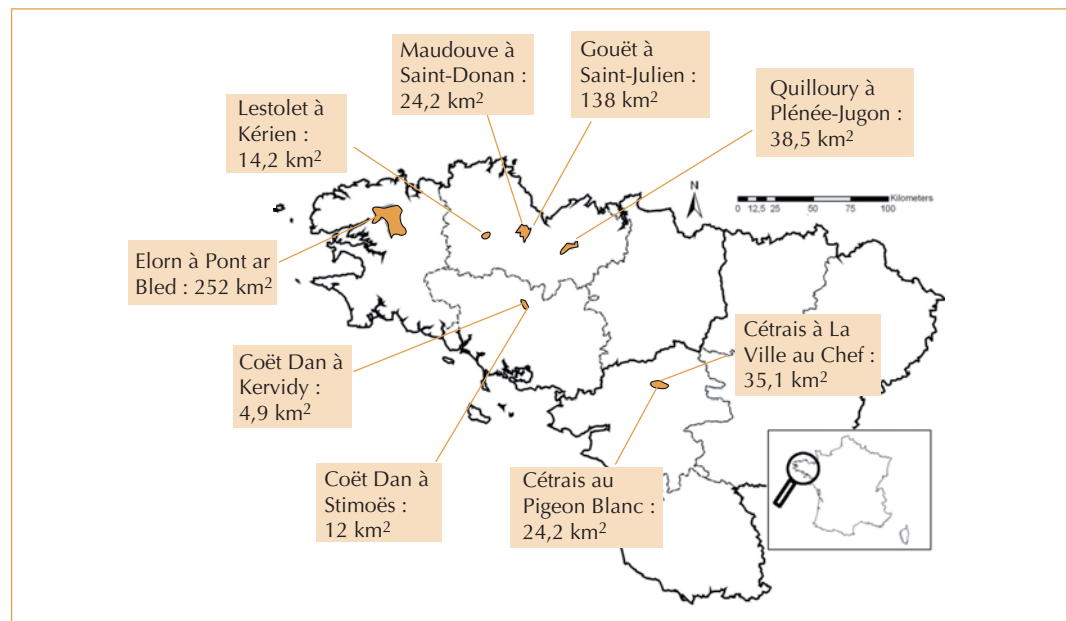 Maudouve à
Saint-Donan :
24,2 km²
Gouët à
Saint-Julien :
138 km²
Quilloury à
Plénée-Jugon :
38,5 km²
Lestolet à
Kérien :
14,2 km²
N
Kilometers
0 12,5 25 50 75 100
Elorn à Pont ar
Bled : 252 km²
Coët Dan à
Kervidy :
4,9 km²
Cétrais à La
Ville au Chef :
35,1 km²
Coët Dan à
Stimoës :
12 km²
Cétrais au
Pigeon Blanc :
24,2 km²